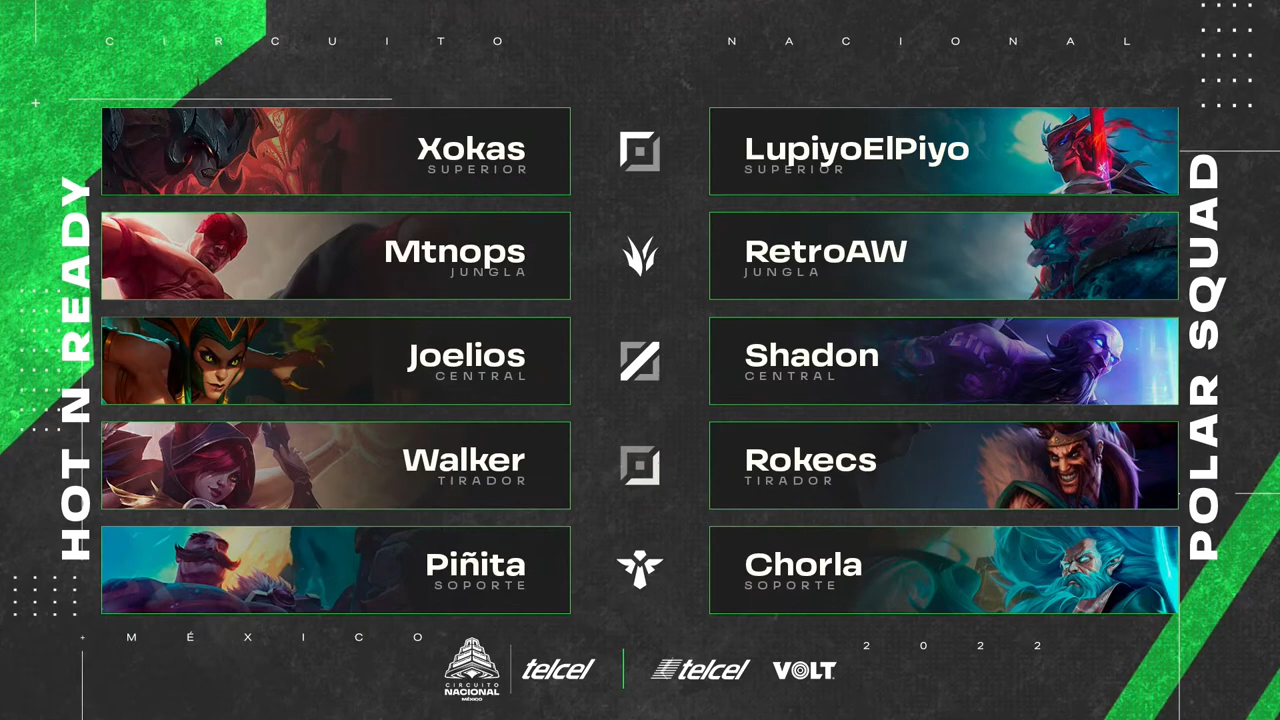 CIRCUITO
NACIONAL
HOT N READY
Xokas
SUPERIOR
Mtnops
JUNGLA
Joelios
CENTRAL
Walker
TIRADOR
Piñita
SOPORTE
LupiyoElPiyo
SUPERIOR
RetroAW
JUNGLA
Shadon
CENTRAL
Rokecs
TIRADOR
Chorla
SOPORTE
POLAR SQUAD
MÉXICO
2022
CIRCUITO
NACIONAL
MÉXICO
telcel
telcel
VOLT